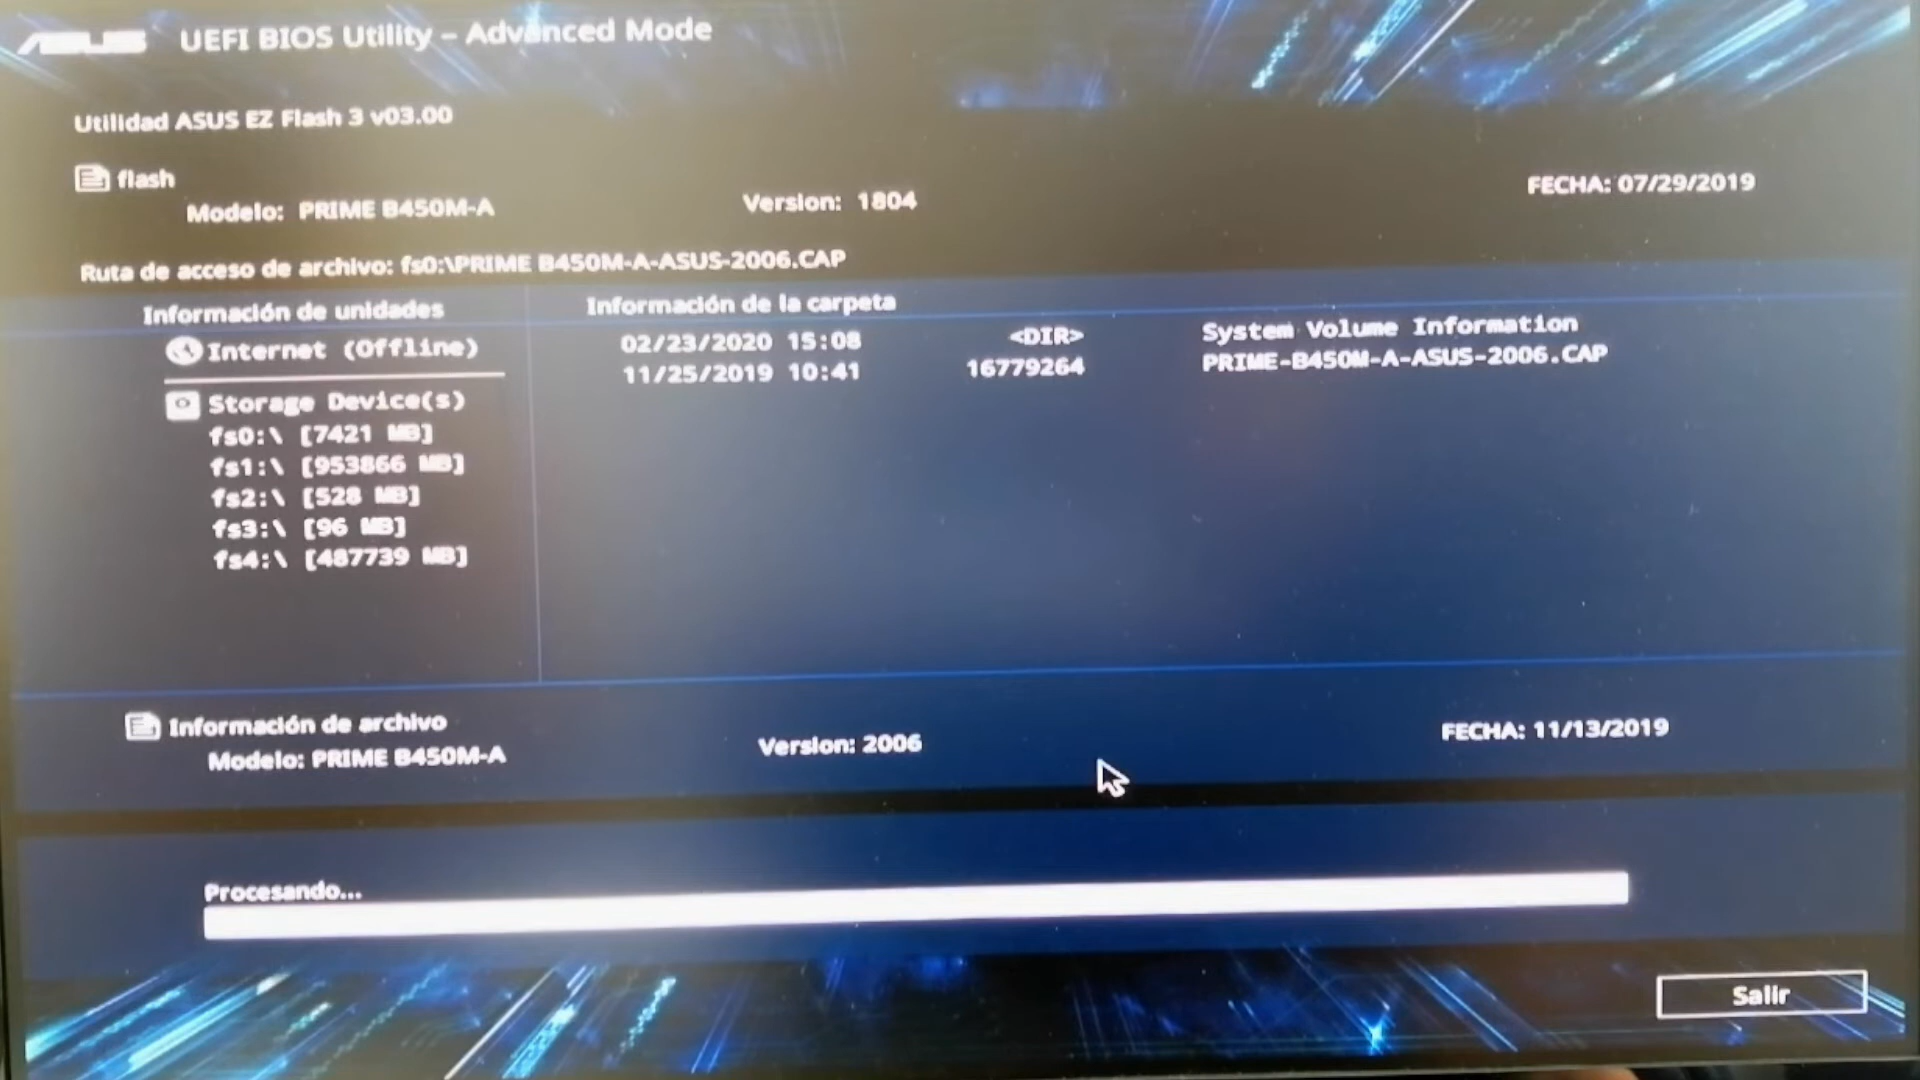 ASUS UEFI BIOS Utility – Advanced Mode
Utilidad ASUS EZ Flash 3 v03.00
flash
Modelo: PRIME B450M-A Version: 1804 FECHA: 07/29/2019
Ruta de acceso de archivo: fs0:\PRIME B450M-A-ASUS-2006.CAP
Información de unidades
Internet (Offline)
Storage Device(s)
fs0:\ [7421 MB]
fs1:\ [953866 MB]
fs2:\ [528 MB]
fs3:\ [96 MB]
fs4:\ [487739 MB]
Información de la carpeta
02/23/2020 15:08 <DIR> System Volume Information
11/25/2019 10:41 16779264 PRIME-B450M-A-ASUS-2006.CAP
Información de archivo
Modelo: PRIME B450M-A Version: 2006 FECHA: 11/13/2019
Procesando...
Salir